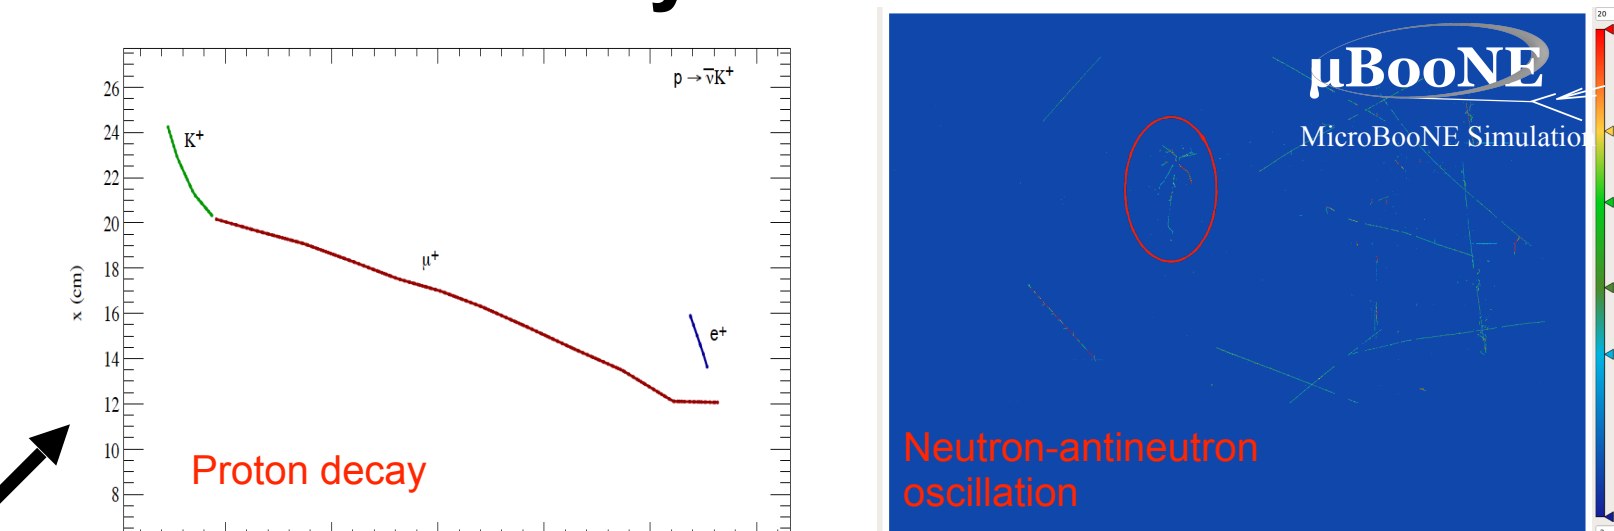 p → ν̅K⁺
26
24
22
20
18
16
14
12
10
8
x (cm)
K⁺
μ⁺
e⁺
Proton decay
20
μBooNE
MicroBooNE Simulation
Neutron-antineutron
oscillation